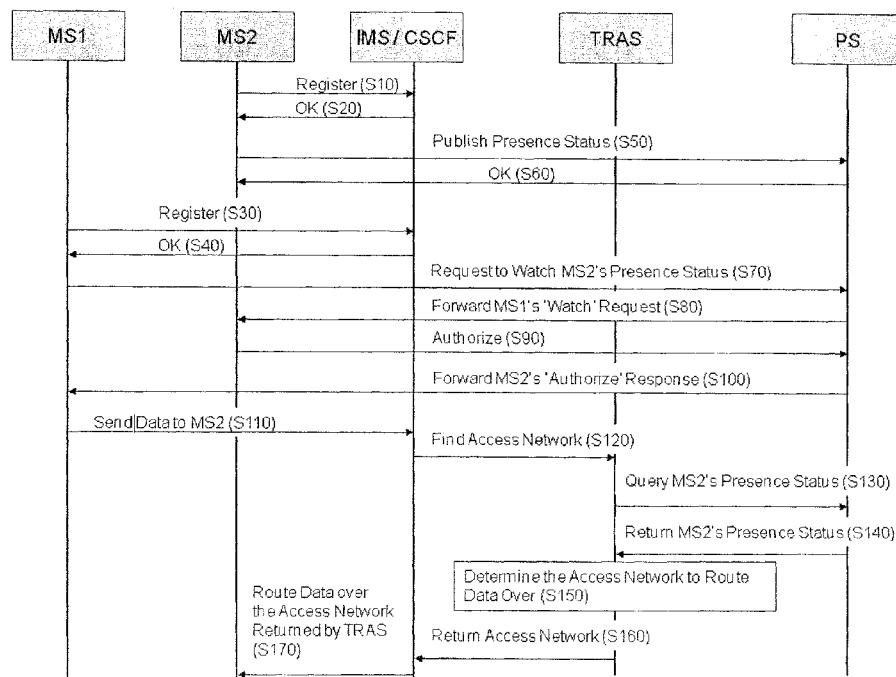 MS1
MS2
IMS / CSCF
TRAS
PS
Register (S10)
OK (S20)
Publish Presence Status (S50)
OK (S60)
Register (S30)
OK (S40)
Request to Watch MS2's Presence Status (S70)
Forward MS1's 'Watch' Request (S80)
Authorize (S90)
Forward MS2's 'Authorize' Response (S100)
Send Data to MS2 (S110)
Find Access Network (S120)
Query MS2's Presence Status (S130)
Return MS2's Presence Status (S140)
Determine the Access Network to Route
Data Over (S150)
Route Data over
the Access Network
Returned by TRAS
(S170)
Return Access Network (S160)